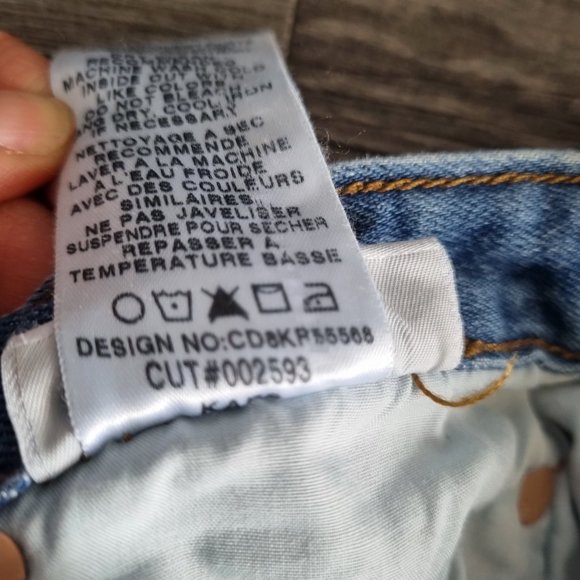 RECOMMENDED
MACHINE WASH COLD
INSIDE OUT WITH
LIKE COLORS
DO NOT BLEACH
DRY, COOL IRON
IF NECESSARY
NETTOYAGE A SEC
RECOMMENDE
LAVER A LA MACHINE
A L'EAU FROIDE
AVEC DES COULEURS
SIMILAIRES
NE PAS JAVELISER
SUSPENDRE POUR SECHER
REPASSER A
TEMPERATURE BASSE
DESIGN NO:CD8KP55568
CUT#002593